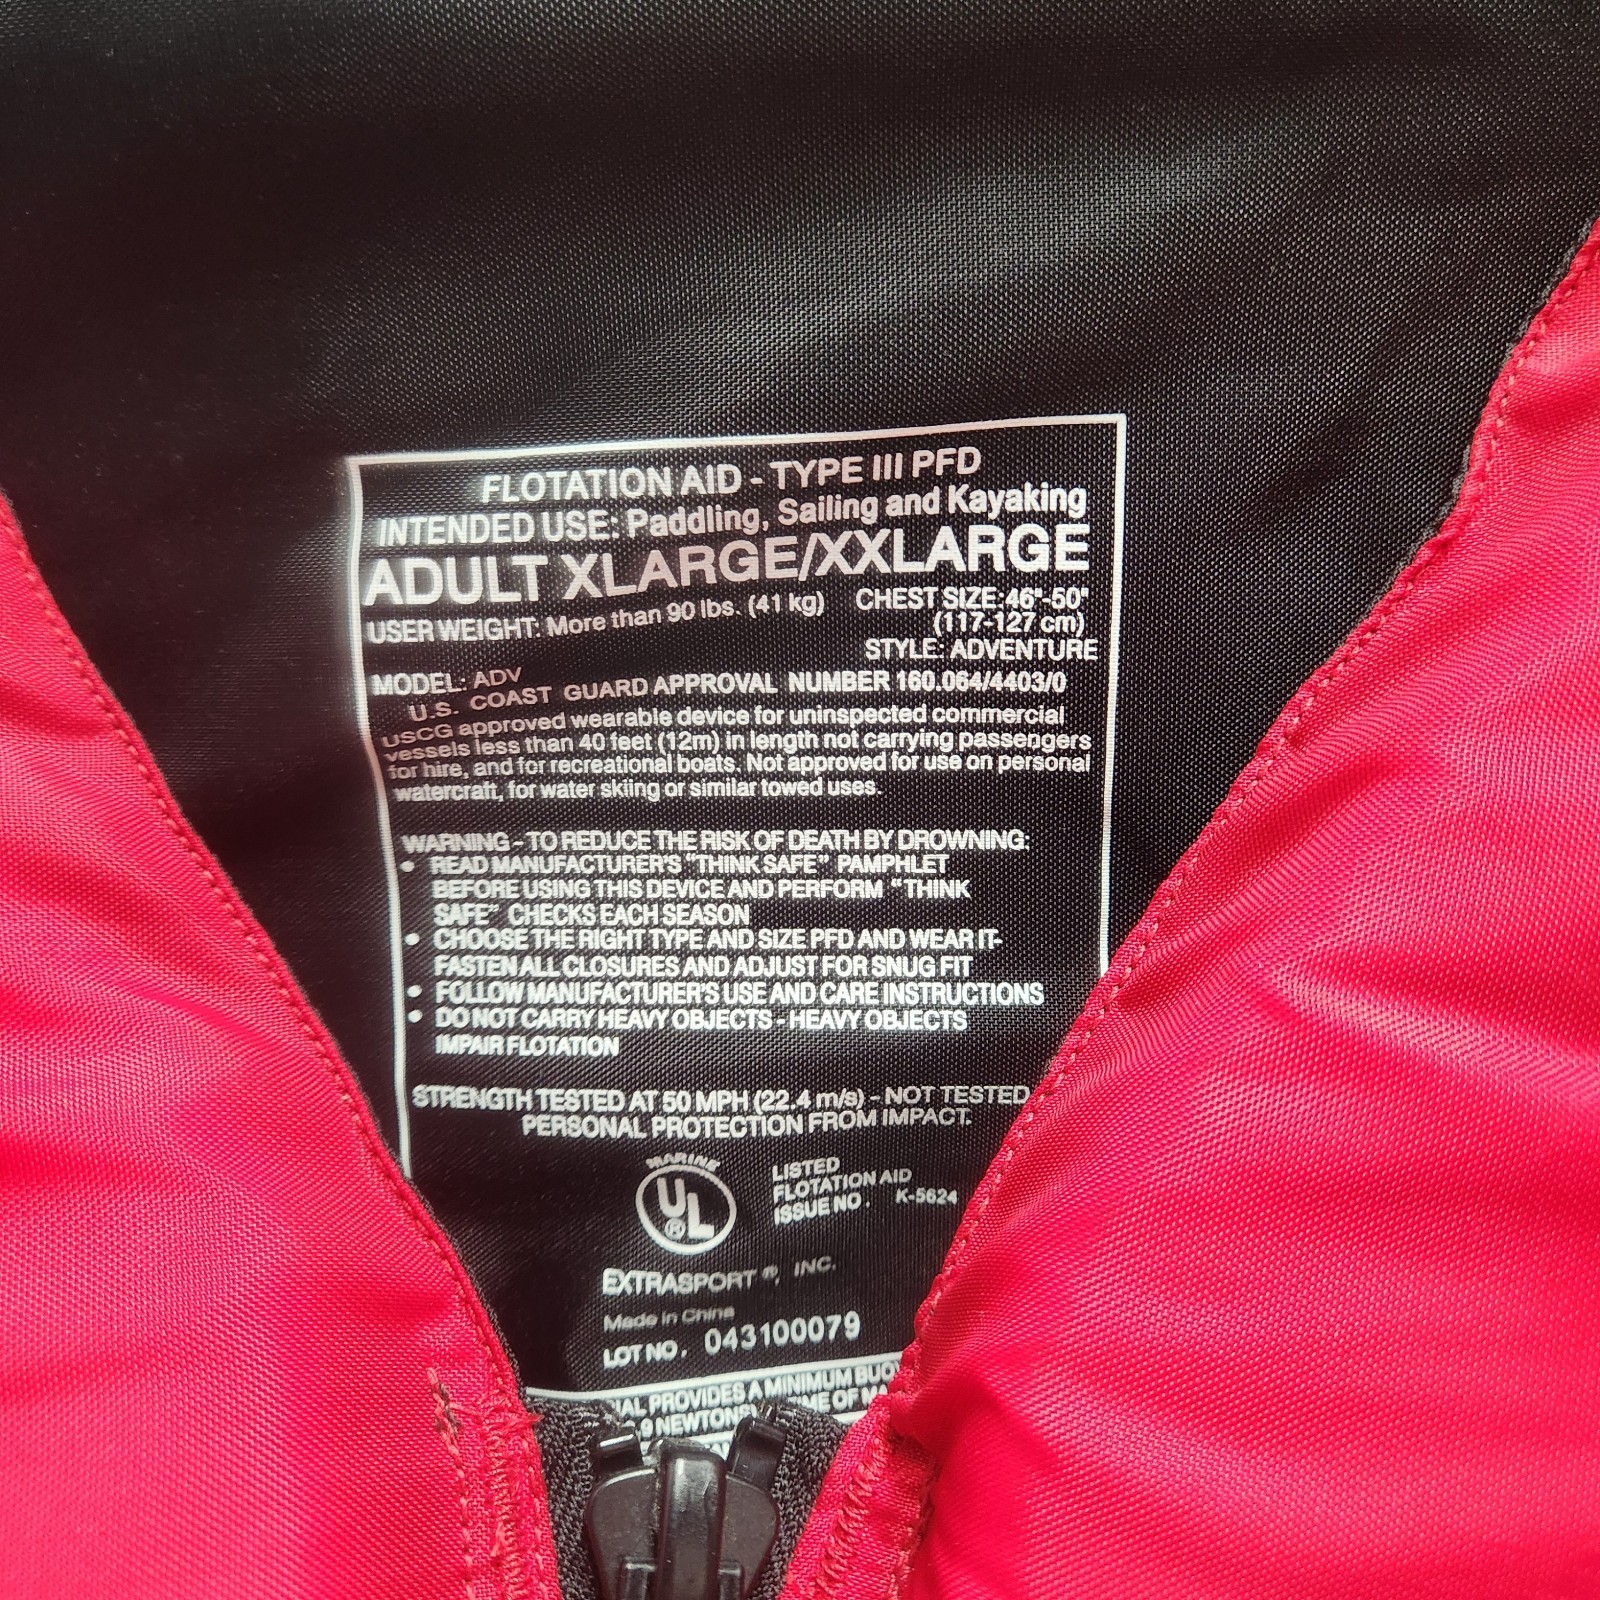 FLOTATION AID - TYPE III PFD
INTENDED USE: Paddling, Sailing and Kayaking
ADULT XLARGE/XXLARGE
USER WEIGHT: More than 90 lbs. (41 kg) CHEST SIZE: 46"-50"
(117-127 cm)
STYLE: ADVENTURE
MODEL: ADV
U.S. COAST GUARD APPROVAL NUMBER 160.064/4403/0
USCG approved wearable device for uninspected commercial
vessels less than 40 feet (12m) in length not carrying passengers
for hire, and for recreational boats. Not approved for use on personal
watercraft, for water skiing or similar towed uses.
WARNING - TO REDUCE THE RISK OF DEATH BY DROWNING:
• READ MANUFACTURER'S "THINK SAFE" PAMPHLET
BEFORE USING THIS DEVICE AND PERFORM "THINK
SAFE" CHECKS EACH SEASON
• CHOOSE THE RIGHT TYPE AND SIZE PFD AND WEAR IT-
FASTEN ALL CLOSURES AND ADJUST FOR SNUG FIT
• FOLLOW MANUFACTURER'S USE AND CARE INSTRUCTIONS
• DO NOT CARRY HEAVY OBJECTS - HEAVY OBJECTS
IMPAIR FLOTATION
STRENGTH TESTED AT 50 MPH (22.4 m/s) - NOT TESTED
PERSONAL PROTECTION FROM IMPACT.
MARINE
UL ®
LISTED
FLOTATION AID
ISSUE NO. K-5624
EXTRASPORT ®, INC.
Made in China
LOT NO. 043100079
PROVIDES A MINIMUM
.9 NEWTON
OF